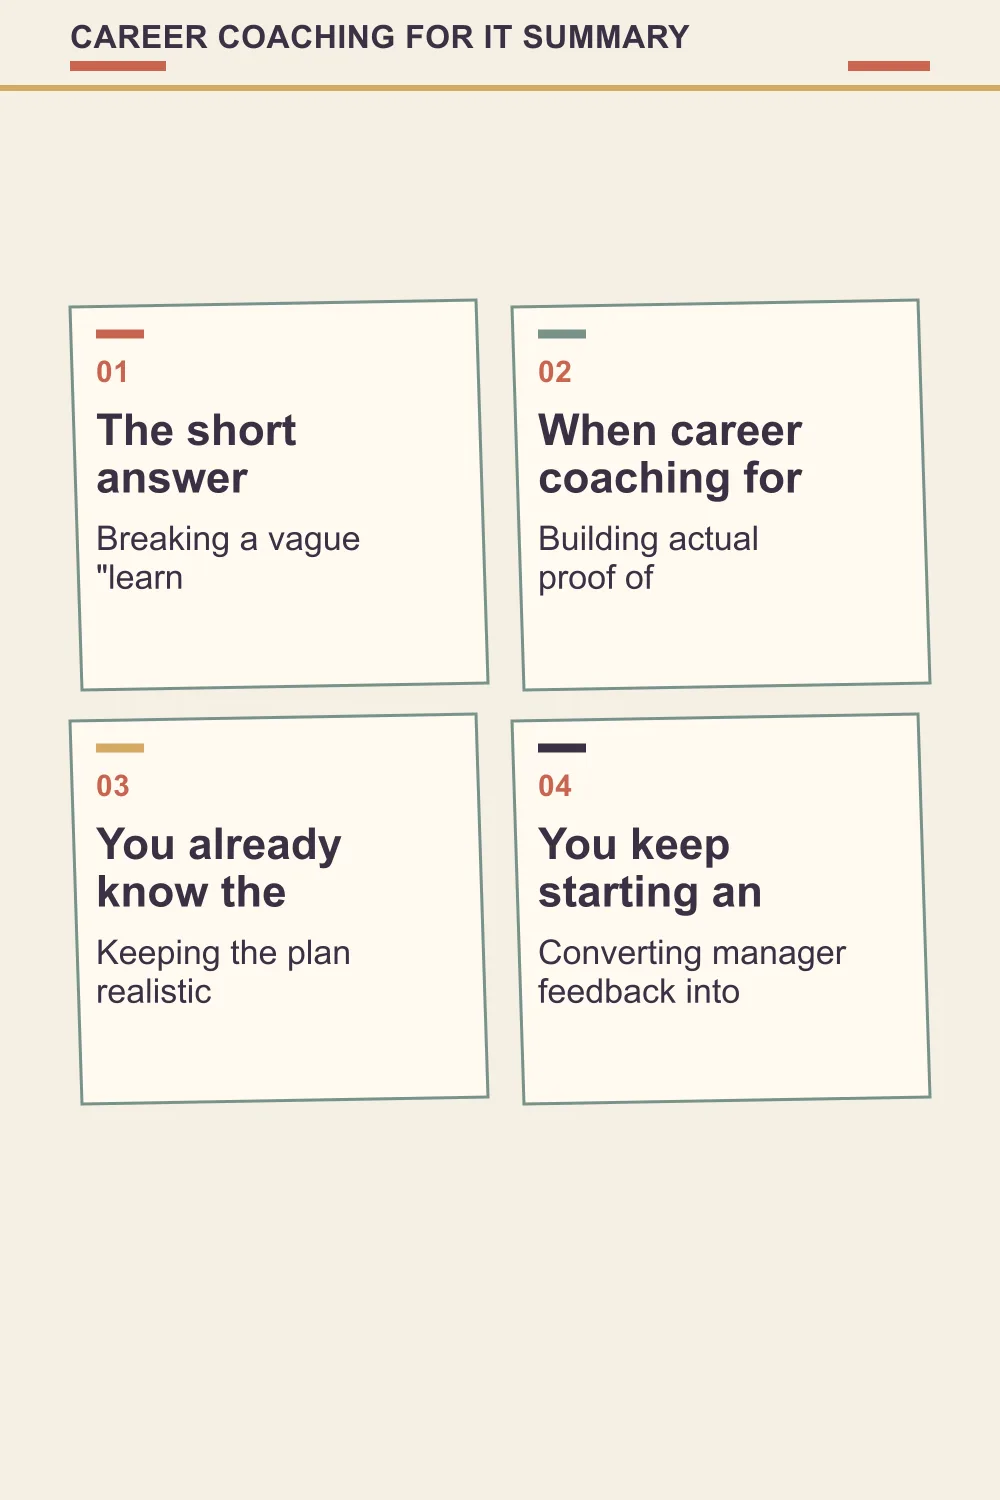 CAREER COACHING FOR IT SUMMARY
01
The short
answer
Breaking a vague
"learn
02
When career
coaching for
Building actual
proof of
03
You already
know the
Keeping the plan
realistic
04
You keep
starting an
Converting manager
feedback into